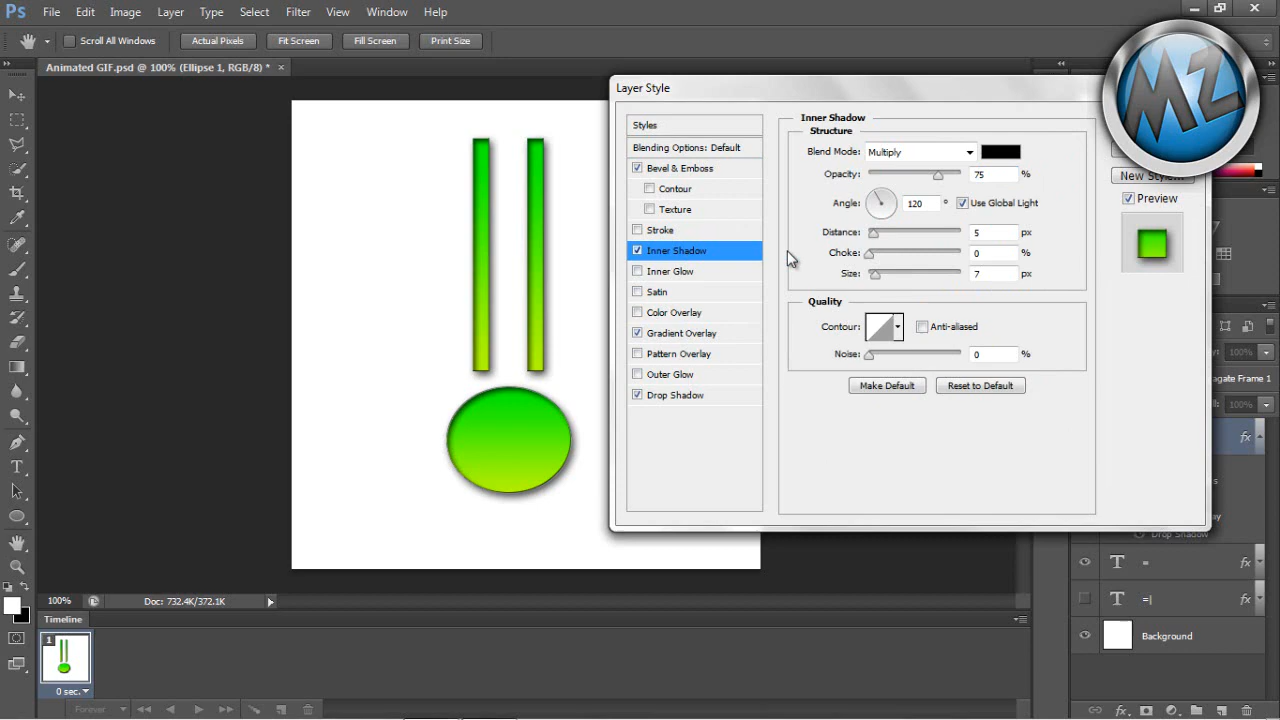 Ps File Edit Image Layer Type Select Filter View Window Help
Scroll All Windows Actual Pixels Fit Screen Fill Screen Print Size
Animated GIF.psd @ 100% (Ellipse 1, RGB/8) * ×
Layer Style
MZ
Styles
Blending Options: Default
Bevel & Emboss
Contour
Texture
Stroke
Inner Shadow
Inner Glow
Satin
Color Overlay
Gradient Overlay
Pattern Overlay
Outer Glow
Drop Shadow
Inner Shadow
Structure
Blend Mode: Multiply
Opacity: 75 %
Angle: 120 ° Use Global Light
Distance: 5 px
Choke: 0 %
Size: 7 px
Quality
Contour: Anti-aliased
Noise: 0 %
Make Default Reset to Default
New Style...
Preview
100%
agate Frame 1
100%
fx
Drop Shadow
T = fx
T =| fx
Background
100% Doc: 732.4K/372.1K
Timeline
1
0 sec.
Forever
fx